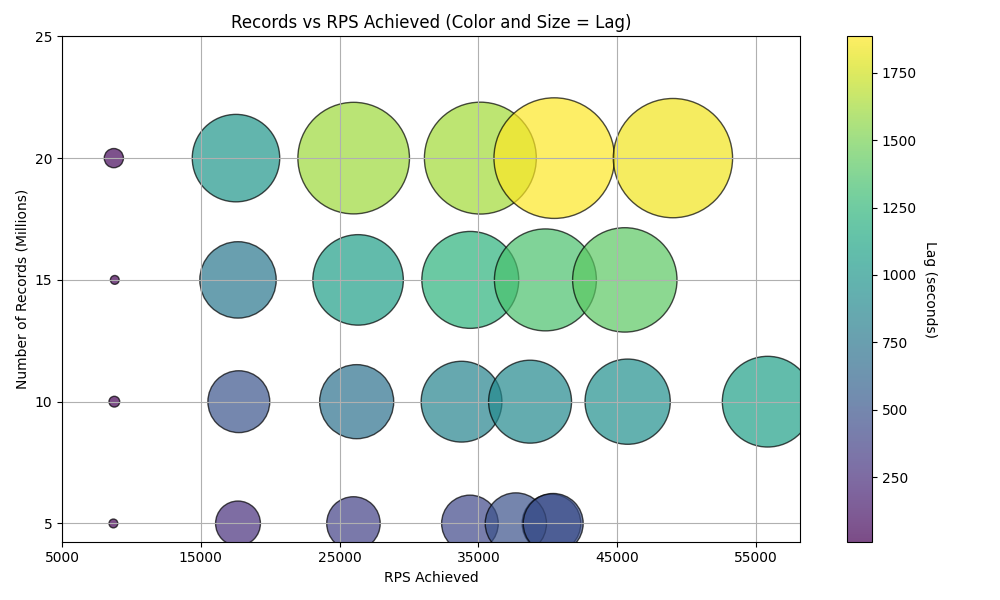 Records vs RPS Achieved (Color and Size = Lag)
25
20
15
10
5
Number of Records (Millions)
5000 15000 25000 35000 45000 55000
RPS Achieved
1750
1500
1250
1000
750
500
250
Lag (seconds)